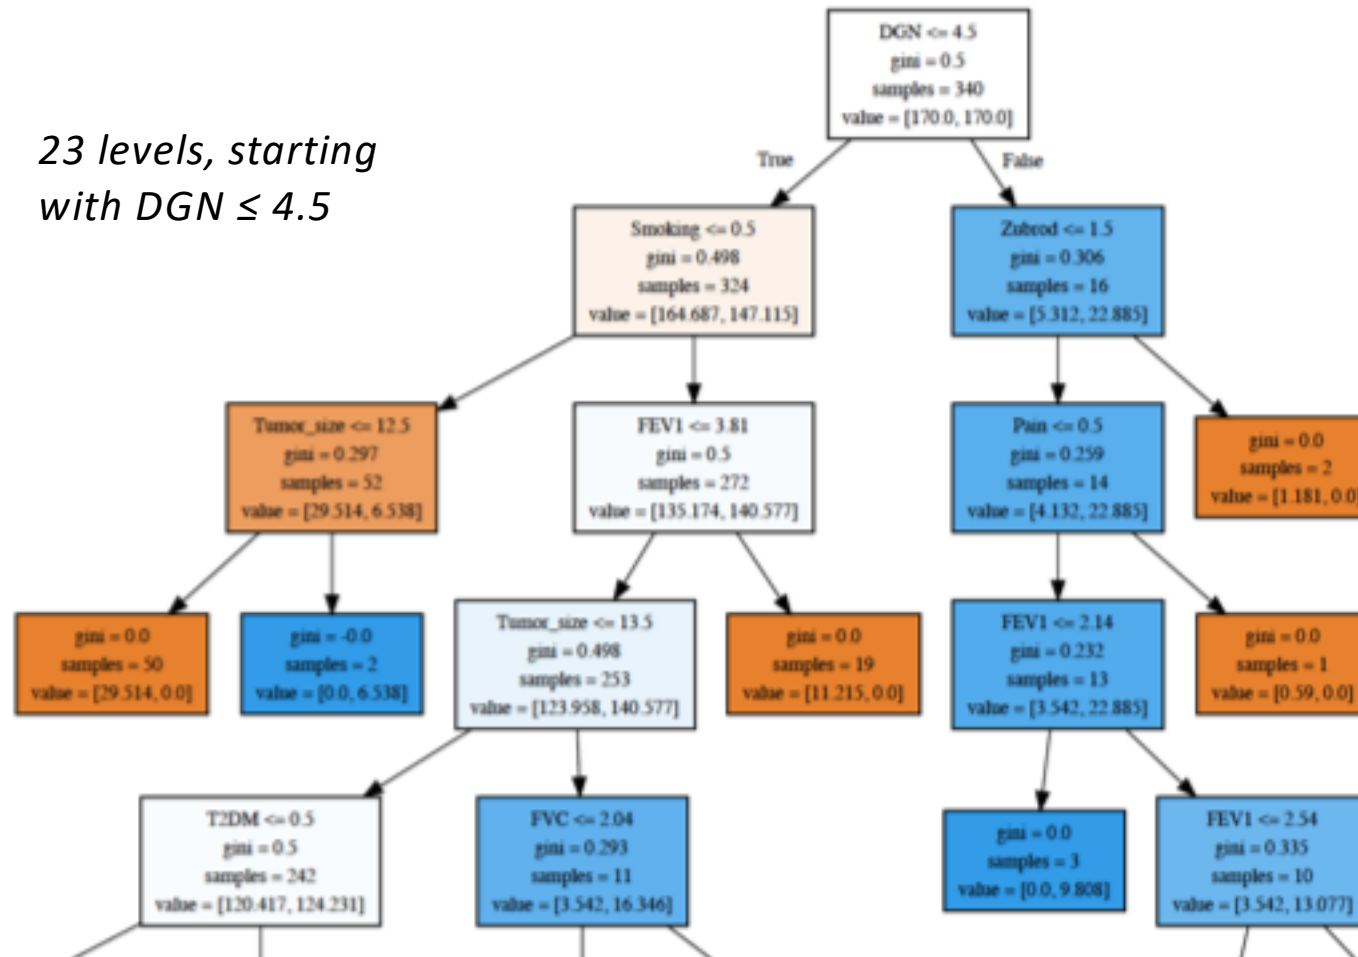 DGN <= 4.5
gini = 0.5
samples = 340
value = [170.0, 170.0]
23 levels, starting
with DGN ≤ 4.5
True
False
Smoking <= 0.5
gini = 0.498
samples = 324
value = [164.687, 147.115]
Zubrod <= 1.5
gini = 0.306
samples = 16
value = [5.312, 22.885]
Tumor_size <= 12.5
gini = 0.297
samples = 52
value = [29.514, 6.538]
FEV1 <= 3.81
gini = 0.5
samples = 272
value = [135.174, 140.577]
Pain <= 0.5
gini = 0.259
samples = 14
value = [4.132, 22.885]
gini = 0.0
samples = 2
value = [1.181, 0.0
gini = 0.0
samples = 50
value = [29.514, 0.0]
gini = -0.0
samples = 2
value = [0.0, 6.538]
Tumor_size <= 13.5
gini = 0.498
samples = 253
value = [123.958, 140.577]
gini = 0.0
samples = 19
value = [11.215, 0.0]
FEV1 <= 2.14
gini = 0.232
samples = 13
value = [3.542, 22.885]
gini = 0.0
samples = 1
value = [0.59, 0.0]
T2DM <= 0.5
gini = 0.5
samples = 242
value = [120.417, 124.231]
FVC <= 2.04
gini = 0.293
samples = 11
value = [3.542, 16.346]
gini = 0.0
samples = 3
value = [0.0, 9.808]
FEV1 <= 2.54
gini = 0.335
samples = 10
value = [3.542, 13.077]